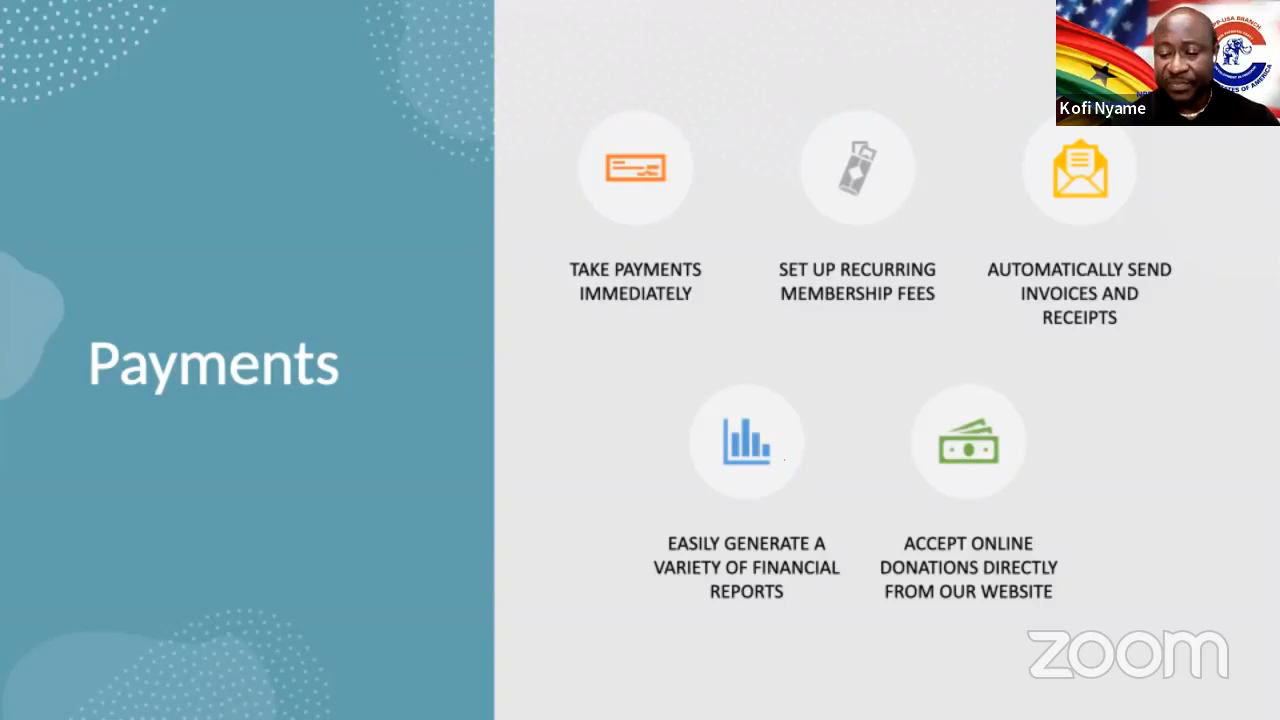 Payments
TAKE PAYMENTS
IMMEDIATELY
SET UP RECURRING
MEMBERSHIP FEES
AUTOMATICALLY SEND
INVOICES AND
RECEIPTS
EASILY GENERATE A
VARIETY OF FINANCIAL
REPORTS
ACCEPT ONLINE
DONATIONS DIRECTLY
FROM OUR WEBSITE
Kofi Nyame
zoom